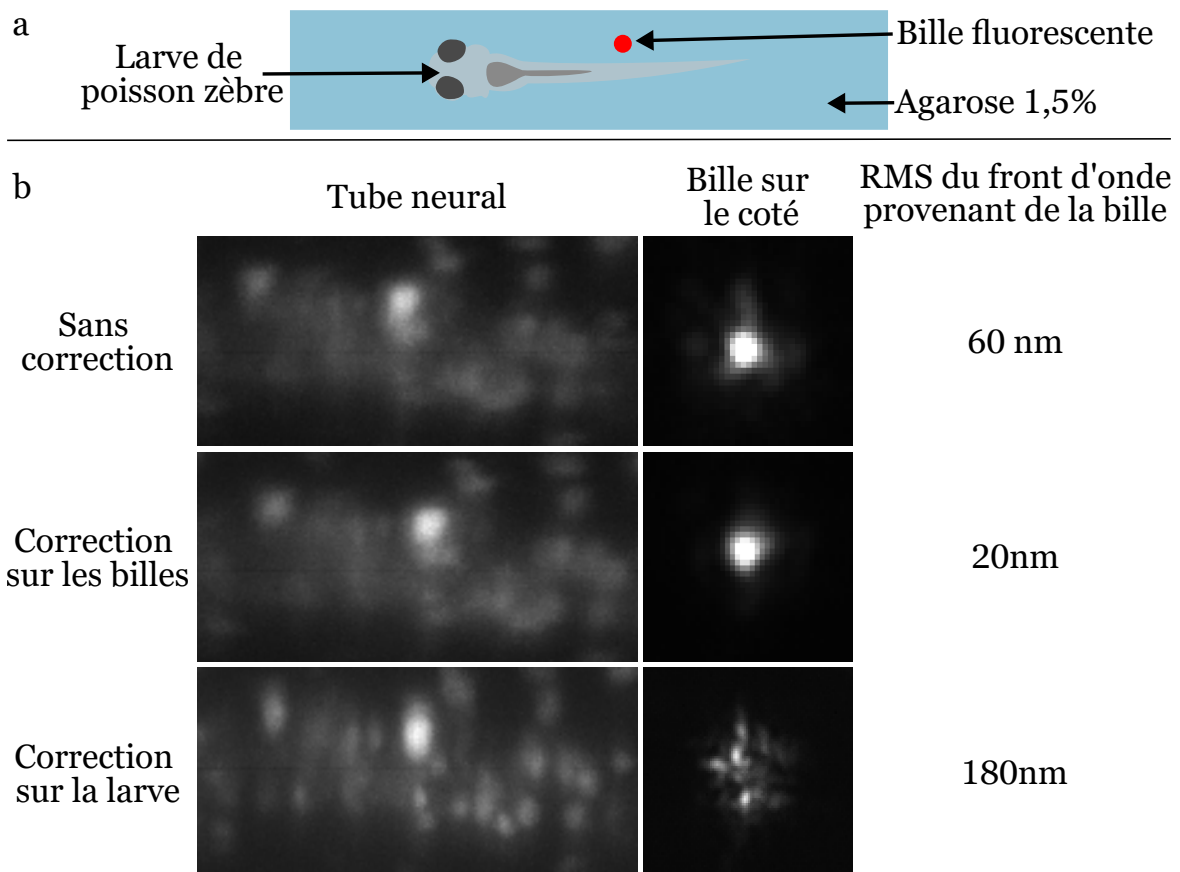 a
Larve de
poisson zèbre
Bille fluorescente
Agarose 1,5%
b
Tube neural
Bille sur
le coté
RMS du front d'onde
provenant de la bille
Sans
correction
60 nm
Correction
sur les billes
20nm
Correction
sur la larve
180nm